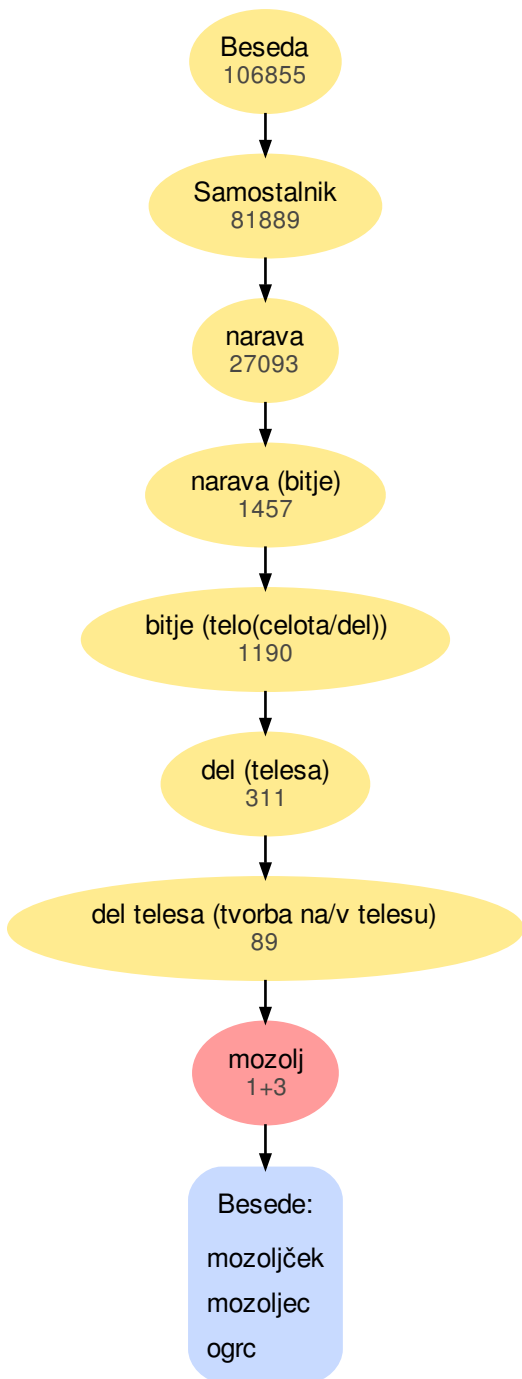 Beseda
106855
Samostalnik
81889
narava
27093
narava (bitje)
1457
bitje (telo(celota/del))
1190
del (telesa)
311
del telesa (tvorba na/v telesu)
89
mozolj
1+3
Besede:
mozoljček
mozoljec
ogrc